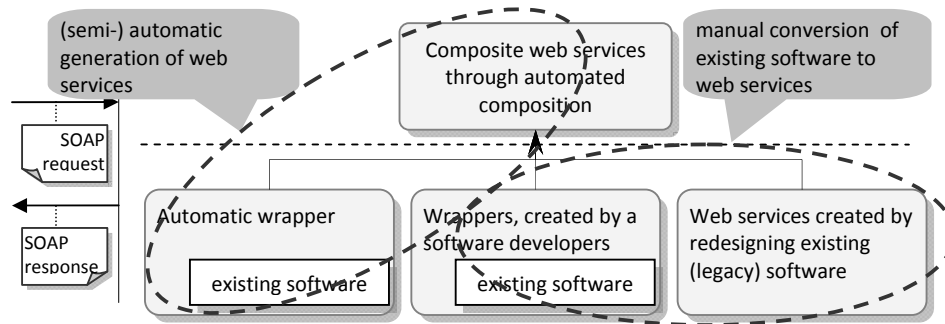 (semi-) automatic
generation of web
services
Composite web services
through automated
composition
manual conversion of
existing software to
web services
SOAP
request
SOAP
response
Automatic wrapper
existing software
Wrappers, created by a
software developers
existing software
Web services created by
redesigning existing
(legacy) software